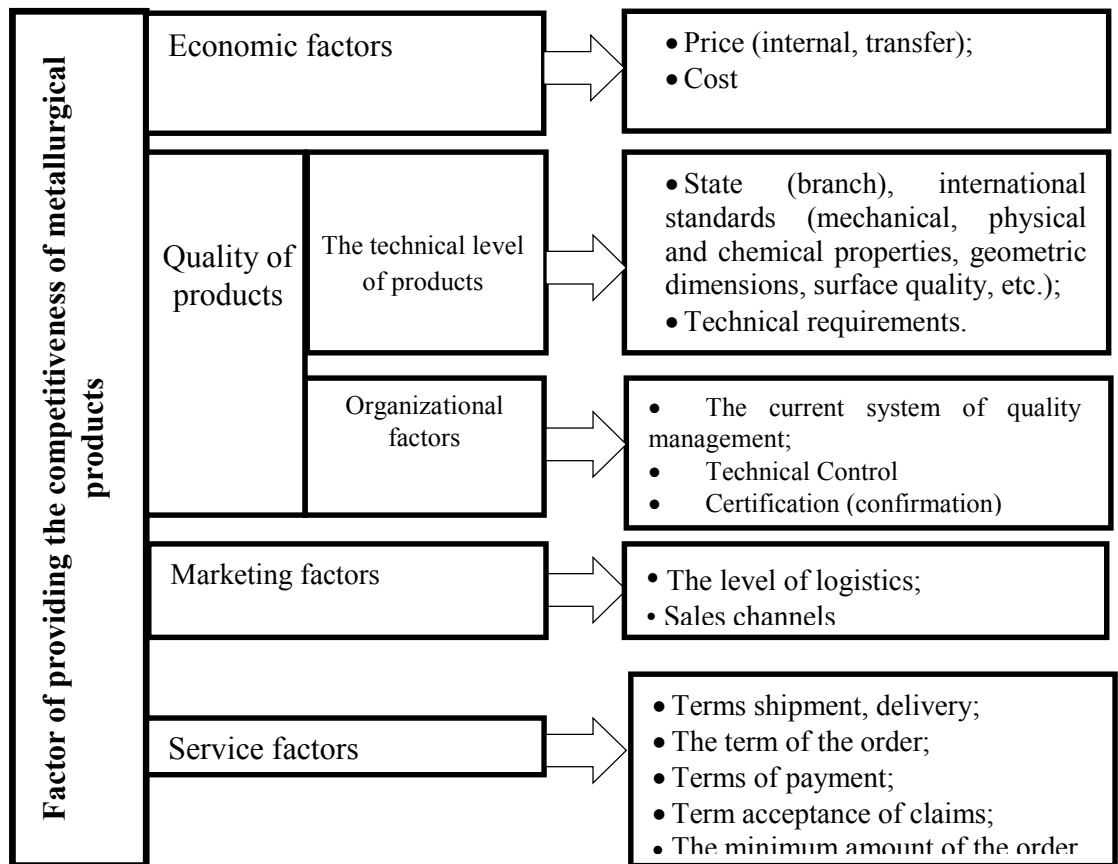 Factor of providing the competitiveness of metallurgical
products
Economic factors
• Price (internal, transfer);
• Cost
Quality of
products
The technical level
of products
• State (branch), international
standards (mechanical, physical
and chemical properties, geometric
dimensions, surface quality, etc.);
• Technical requirements.
Organizational
factors
• The current system of quality
management;
• Technical Control
• Certification (confirmation)
Marketing factors
• The level of logistics;
• Sales channels
Service factors
• Terms shipment, delivery;
• The term of the order;
• Terms of payment;
• Term acceptance of claims;
• The minimum amount of the order